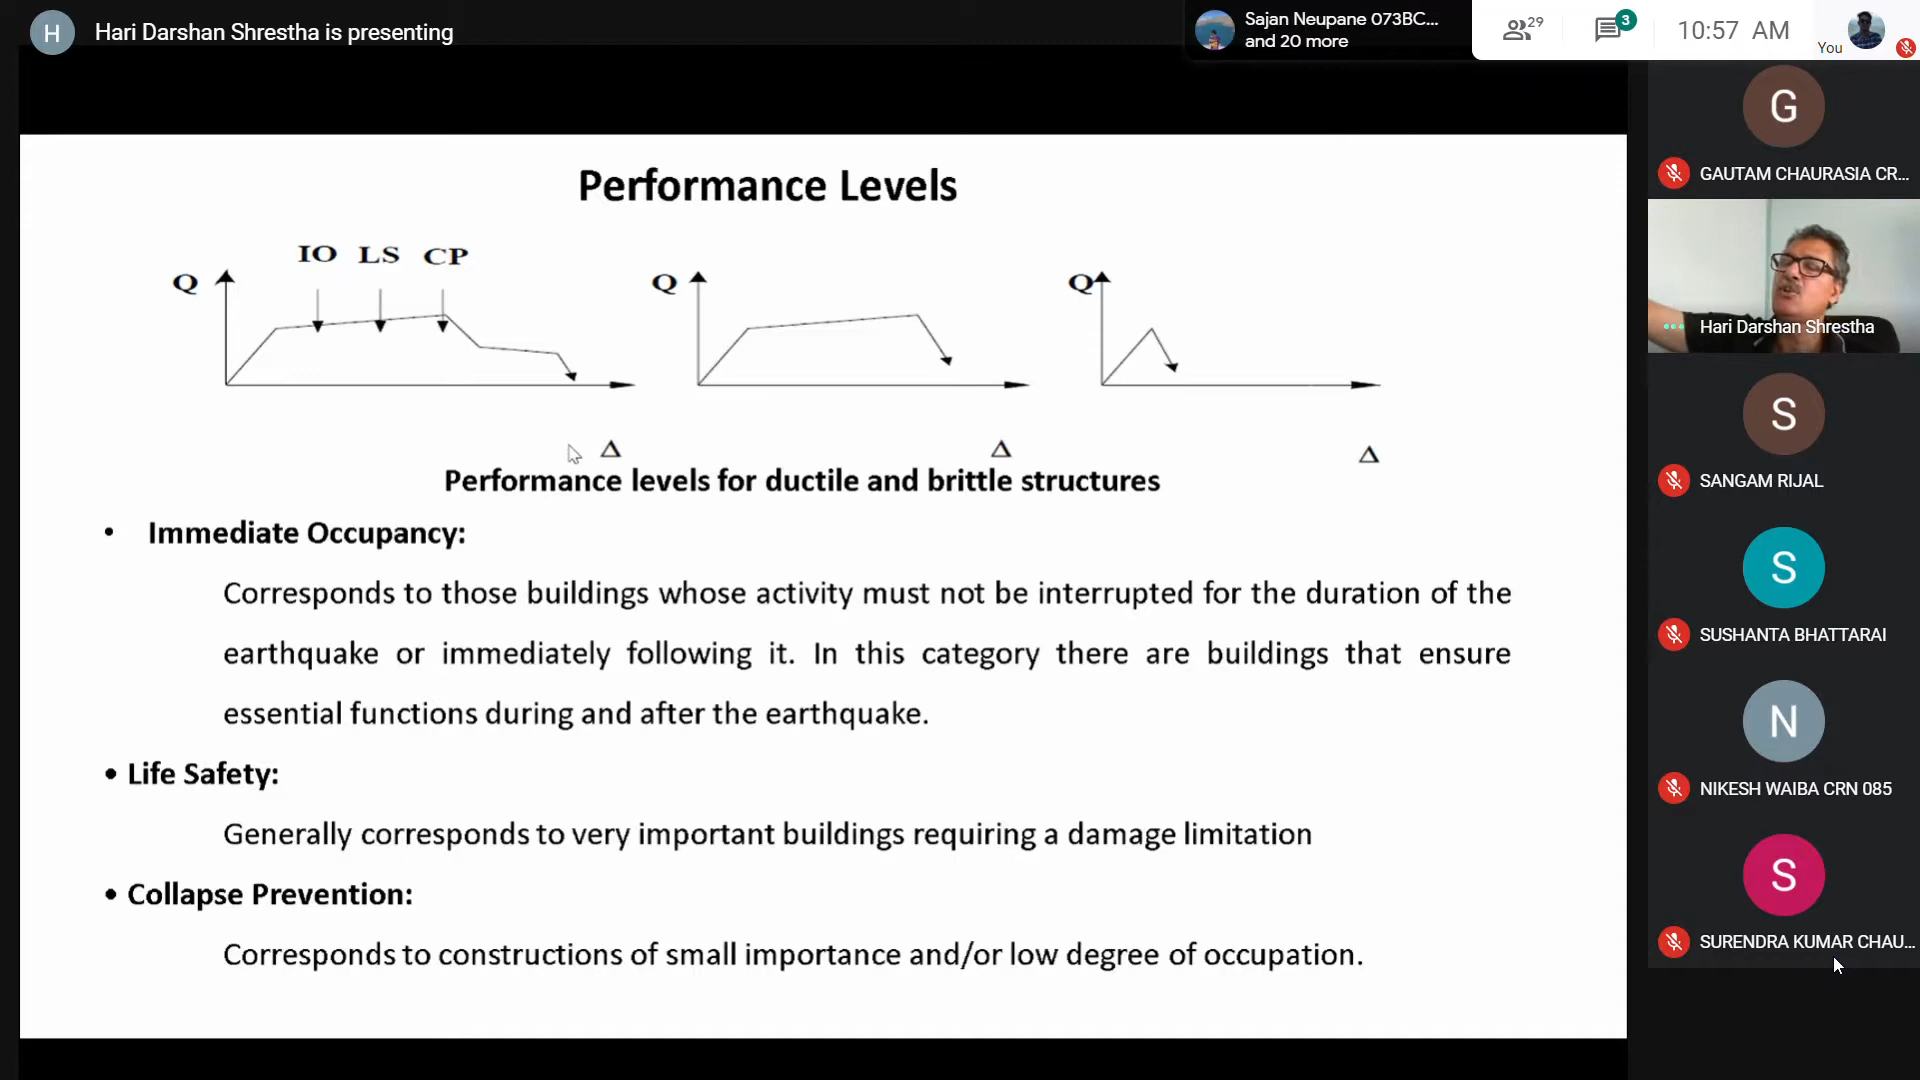 H
Hari Darshan Shrestha is presenting
Sajan Neupane 073BC...
and 20 more
29
3
10:57 AM
You
Performance Levels
IO LS CP
Q
Q
Q
Δ
Δ
Δ
Performance levels for ductile and brittle structures
• Immediate Occupancy:
Corresponds to those buildings whose activity must not be interrupted for the duration of the
earthquake or immediately following it. In this category there are buildings that ensure
essential functions during and after the earthquake.
• Life Safety:
Generally corresponds to very important buildings requiring a damage limitation
• Collapse Prevention:
Corresponds to constructions of small importance and/or low degree of occupation.
G
GAUTAM CHAURASIA CR...
Hari Darshan Shrestha
S
SANGAM RIJAL
S
SUSHANTA BHATTARAI
N
NIKESH WAIBA CRN 085
S
SURENDRA KUMAR CHAU...